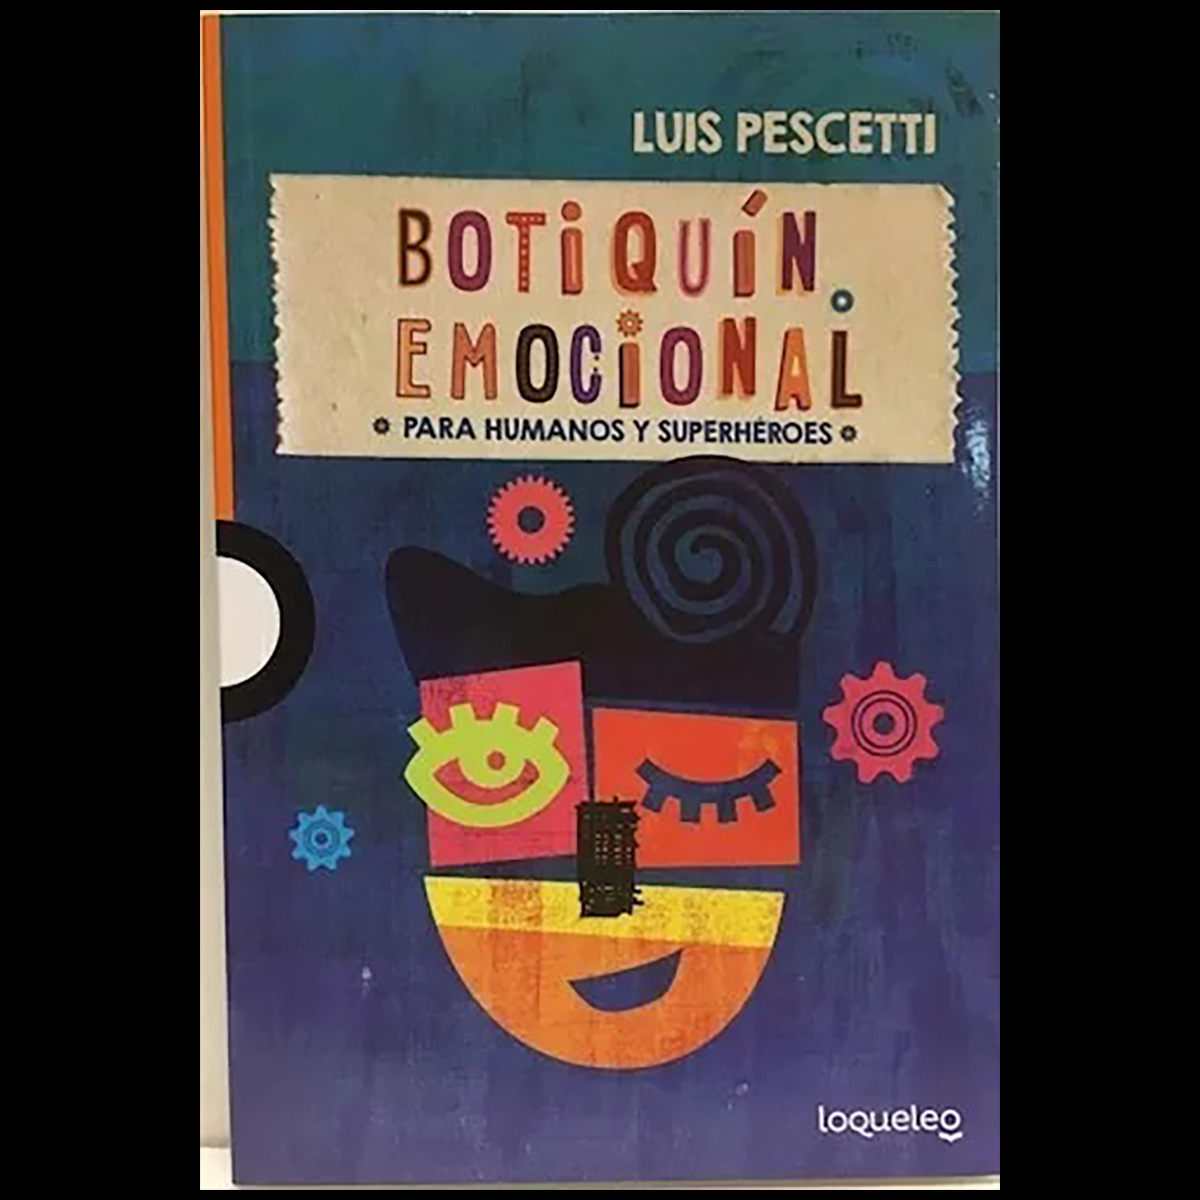 LUIS PESCETTI
BOTIQUÍN
EMOCIONAL
PARA HUMANOS Y SUPERHÉROES
loqueleo